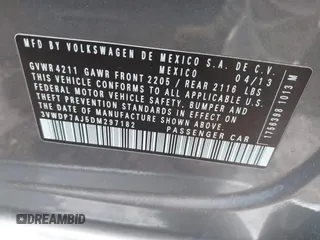 MFD BY VOLKSWAGEN DE MEXICO S.A. DE C.V.
MEXICO 04/13
GVWR 4211 GAWR FRONT 2205 / REAR 2116 LBS
THIS VEHICLE CONFORMS TO ALL APPLICABLE
FEDERAL MOTOR VEHICLE SAFETY, BUMPER AND
THEFT PREVENTION STANDARDS IN EFFECT ON
THE DATE OF MANUFACTURE SHOWN ABOVE
3VWDP7AJ5DM297182
PASSENGER CAR
1756398 1013 M
DREAMBID